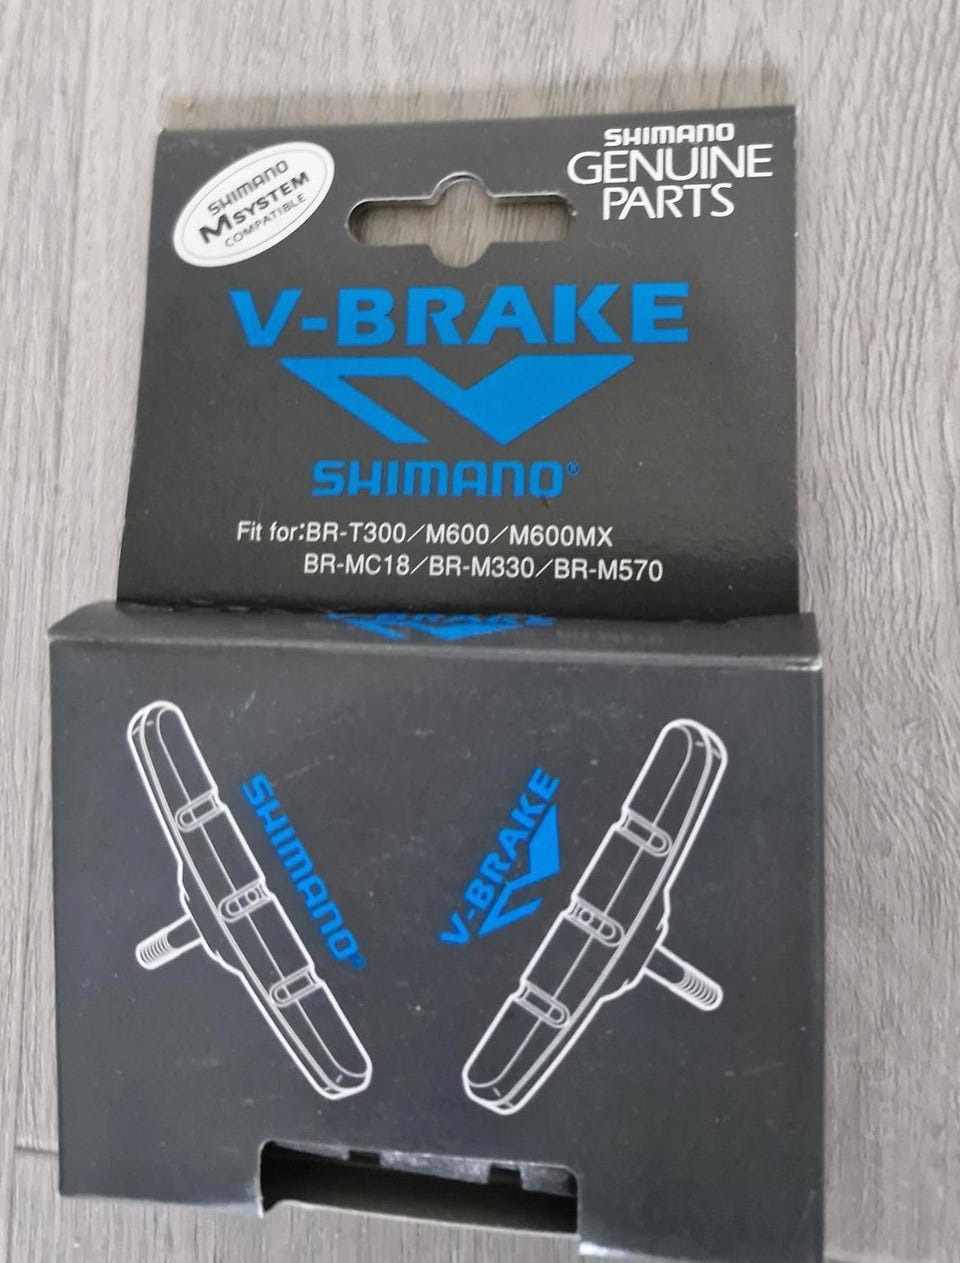 SHIMANO
M SYSTEM
COMPATIBLE
SHIMANO
GENUINE
PARTS
V-BRAKE
SHIMANO®
Fit for:BR-T300/M600/M600MX
BR-MC18/BR-M330/BR-M570
V-BRAKE
SHIMANO®
V-BRAKE